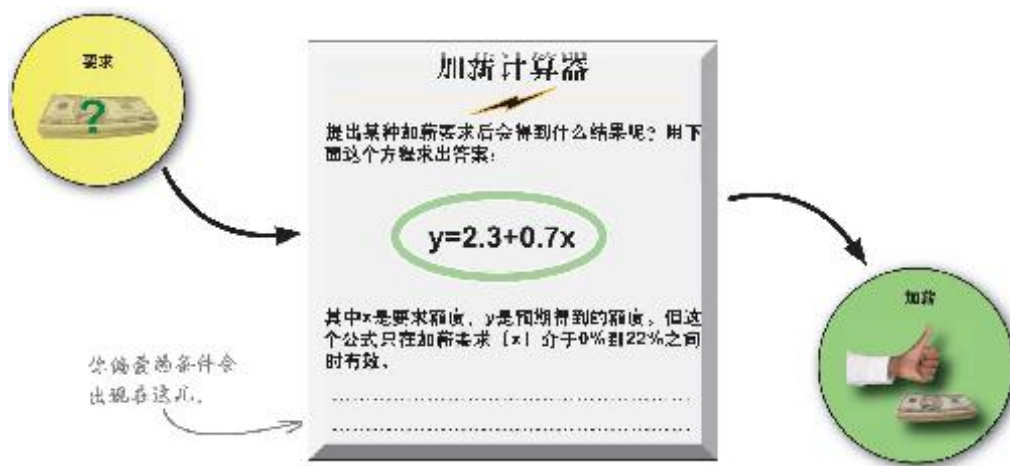 要求
?
加薪计算器
提出某种加薪要求后会得到什么结果呢？用下
面这个方程求出答案：
y=2.3+0.7x
其中x是要求额度，y是预期得到的额度。但这
个公式只在加薪要求（x）介于0%到22%之间
时有效。
你偏爱的条件会
出现在这儿。
加薪